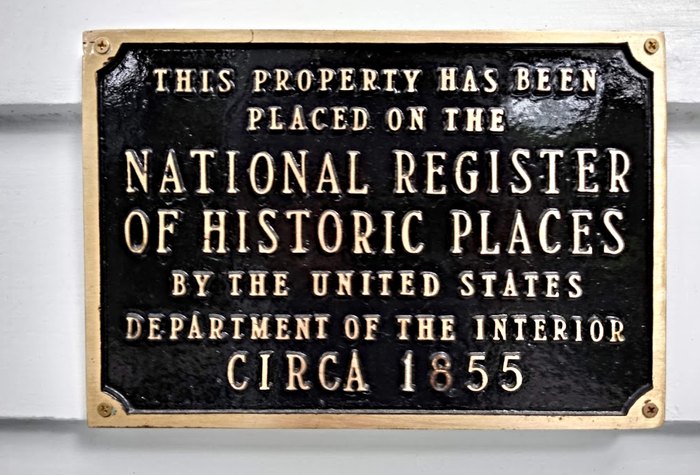 THIS PROPERTY HAS BEEN
PLACED ON THE
NATIONAL REGISTER
OF HISTORIC PLACES
BY THE UNITED STATES
DEPARTMENT OF THE INTERIOR
CIRCA 1855